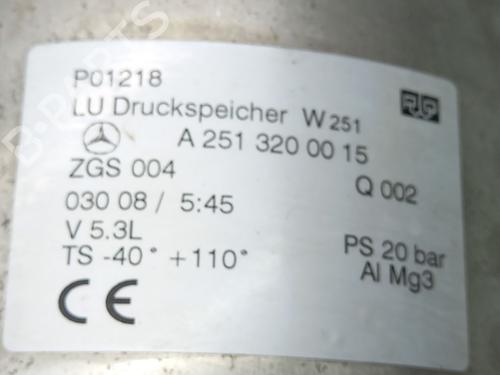 P01218
LU Druckspeicher W251
A 251 320 00 15
ZGS 004
Q 002
030 08 / 5:45
V 5.3L
PS 20 bar
TS -40° +110°
Al Mg3
CE
B-PARTS